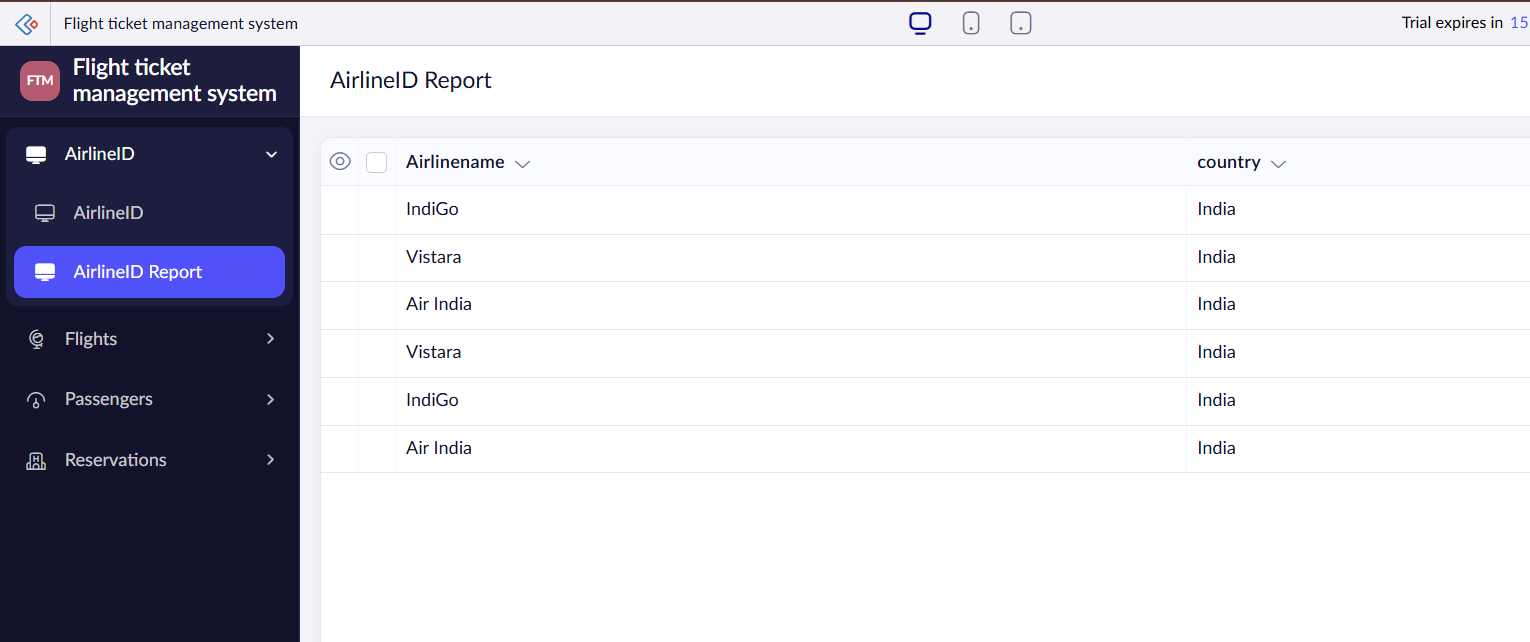 Flight ticket management system
Trial expires in 15
FTM
Flight ticket
management system
AirlineID Report
AirlineID
AirlineID
AirlineID Report
Flights
Passengers
Reservations
Airlinename country
IndiGo India
Vistara India
Air India India
Vistara India
IndiGo India
Air India India